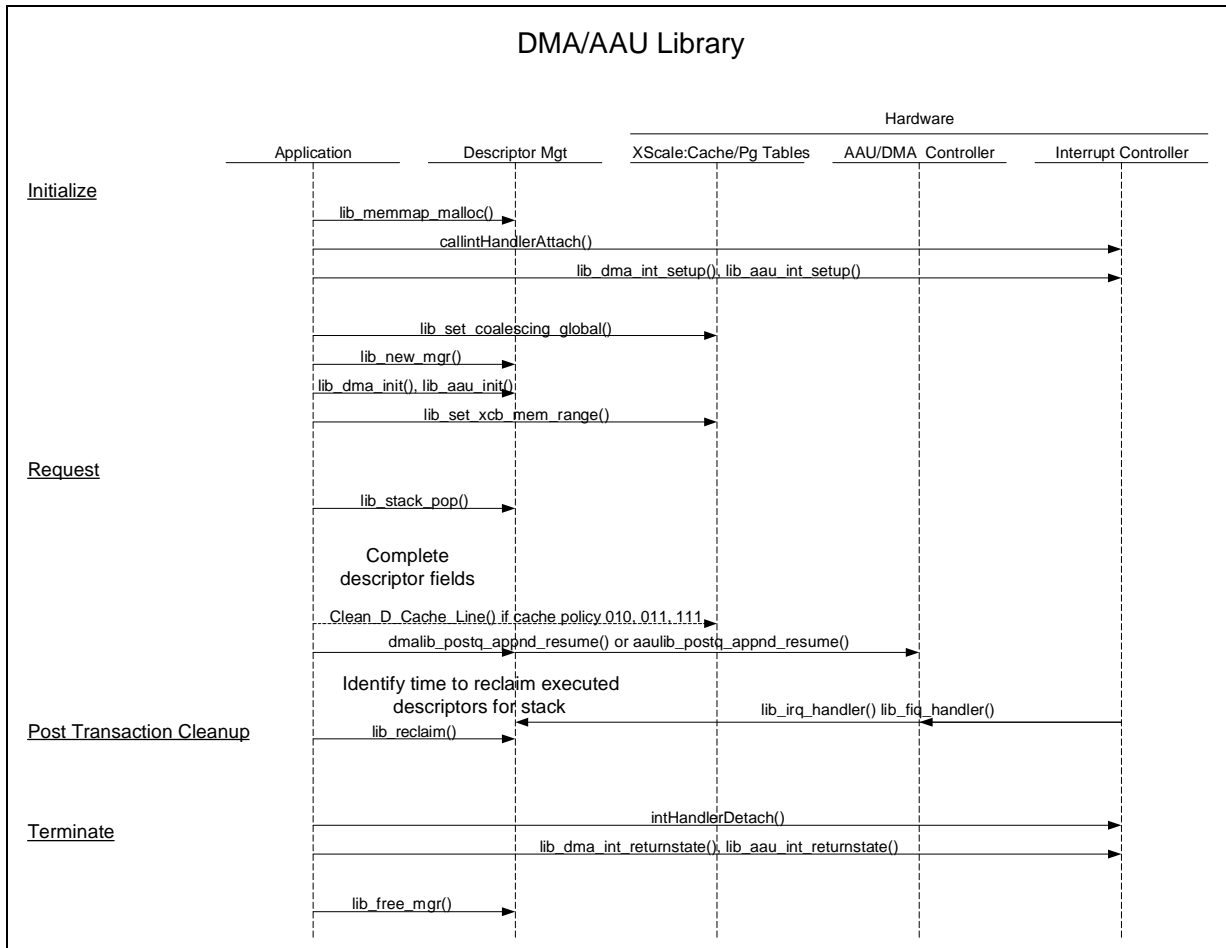 DMA/AAU Library
Hardware
Application
Descriptor Mgt
XScale:Cache/Pg Tables
AAU/DMA Controller
Interrupt Controller
Initialize
lib_memmap_malloc()
callintHandlerAttach()
lib_dma_int_setup(), lib_aau_int_setup()
lib_set_coalescing_global()
lib_new_mgr()
lib_dma_init(), lib_aau_init()
lib_set_xcb_mem_range()
Request
lib_stack_pop()
Complete
descriptor fields
Clean_D_Cache_Line() if cache policy 010, 011, 111
dmalib_postq_appnd_resume() or aaulib_postq_appnd_resume()
Identify time to reclaim executed
descriptors for stack
lib_irq_handler() lib_fiq_handler()
Post Transaction Cleanup
lib_reclaim()
intHandlerDetach()
Terminate
lib_dma_int_returnstate(), lib_aau_int_returnstate()
lib_free_mgr()